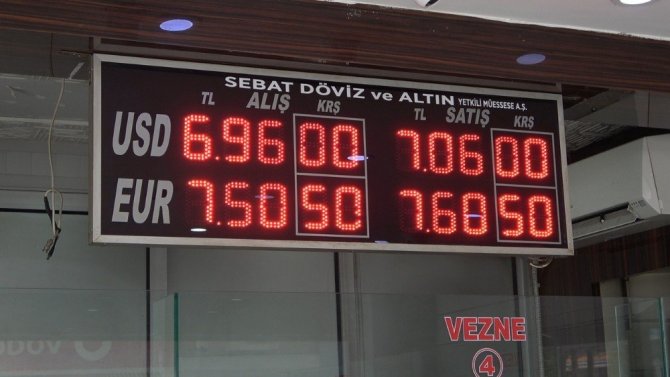 SEBAT DÖVİZ ve ALTIN YETKİLİ MÜESSESE A.Ş.
TL ALIŞ KRŞ TL SATIŞ KRŞ
USD 6.96 00 7.06 00
EUR 7.50 50 7.60 50
VEZNE
4